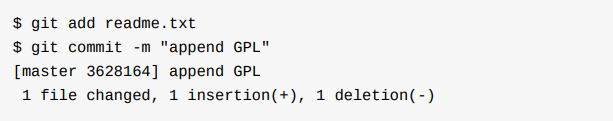 $ git add readme.txt
$ git commit -m "append GPL"
[master 3628164] append GPL
 1 file changed, 1 insertion(+), 1 deletion(-)